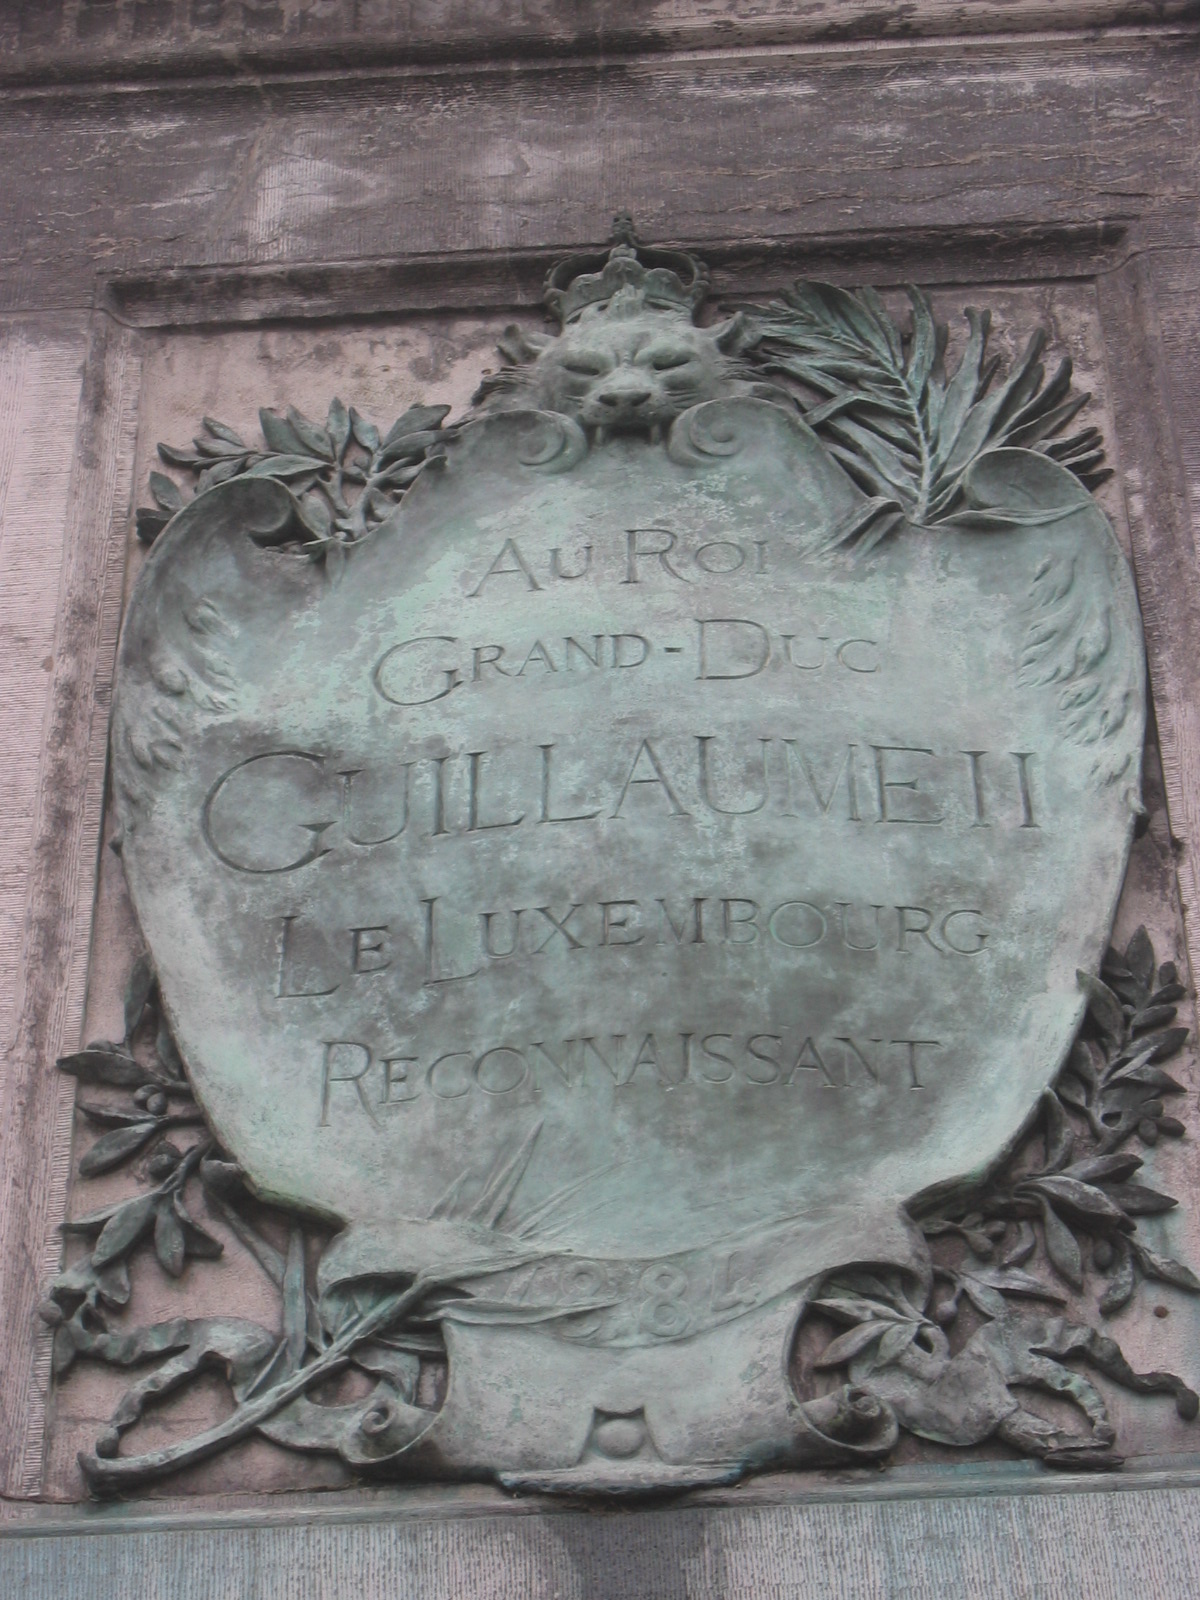 AU ROI
GRAND-DUC
GUILLAUME II
LE LUXEMBOURG
RECONNAISSANT
1884